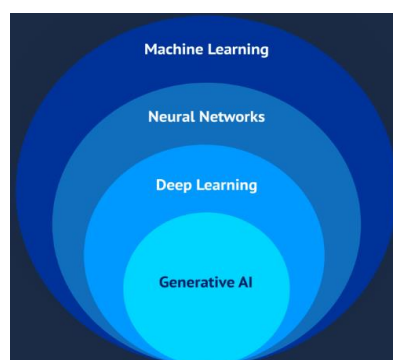 Machine Learning
Neural Networks
Deep Learning
Generative AI